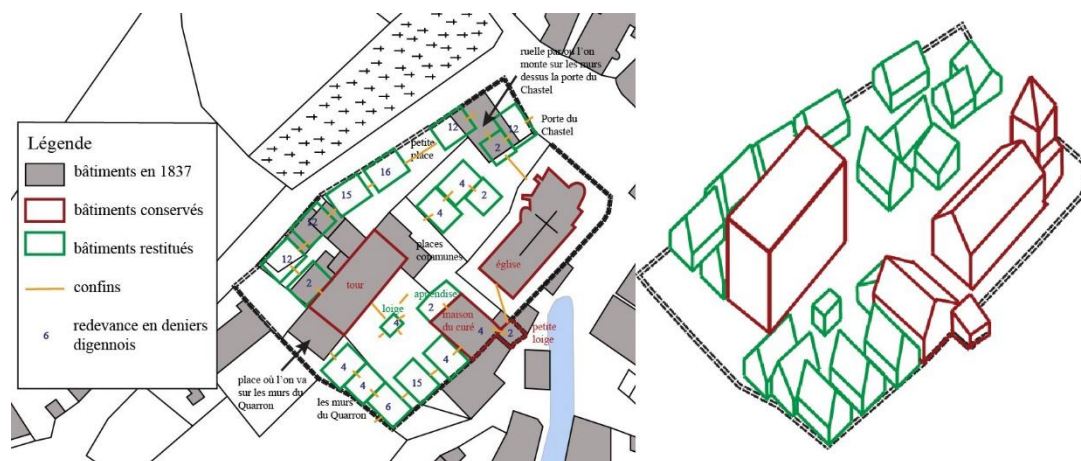 Légende
bâtiments en 1837
bâtiments conservés
bâtiments restitués
confins
6
redevance en deniers
digennois
ruelle par où l'on
monte sur les murs
dessus la porte du
Chastel
Porte du
Chastel
12
12
2
petite
place
16
15
4
2
4
12
12
2
places
communes
église
tour
loige
4
appendise
2
maison
du curé
4
2
petite
loige
4
4
4
15
6
place où l'on va
sur les murs du
Quarron
les murs
du Quarron